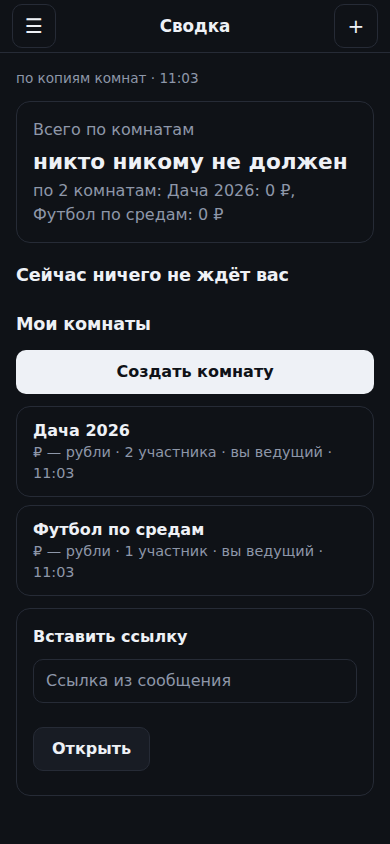 ☰
Сводка
+
по копиям комнат · 11:03
Всего по комнатам
никто никому не должен
по 2 комнатам: Дача 2026: 0 ₽,
Футбол по средам: 0 ₽
Сейчас ничего не ждёт вас
Мои комнаты
Создать комнату
Дача 2026
₽ — рубли · 2 участника · вы ведущий ·
11:03
Футбол по средам
₽ — рубли · 1 участник · вы ведущий ·
11:03
Вставить ссылку
Ссылка из сообщения
Открыть